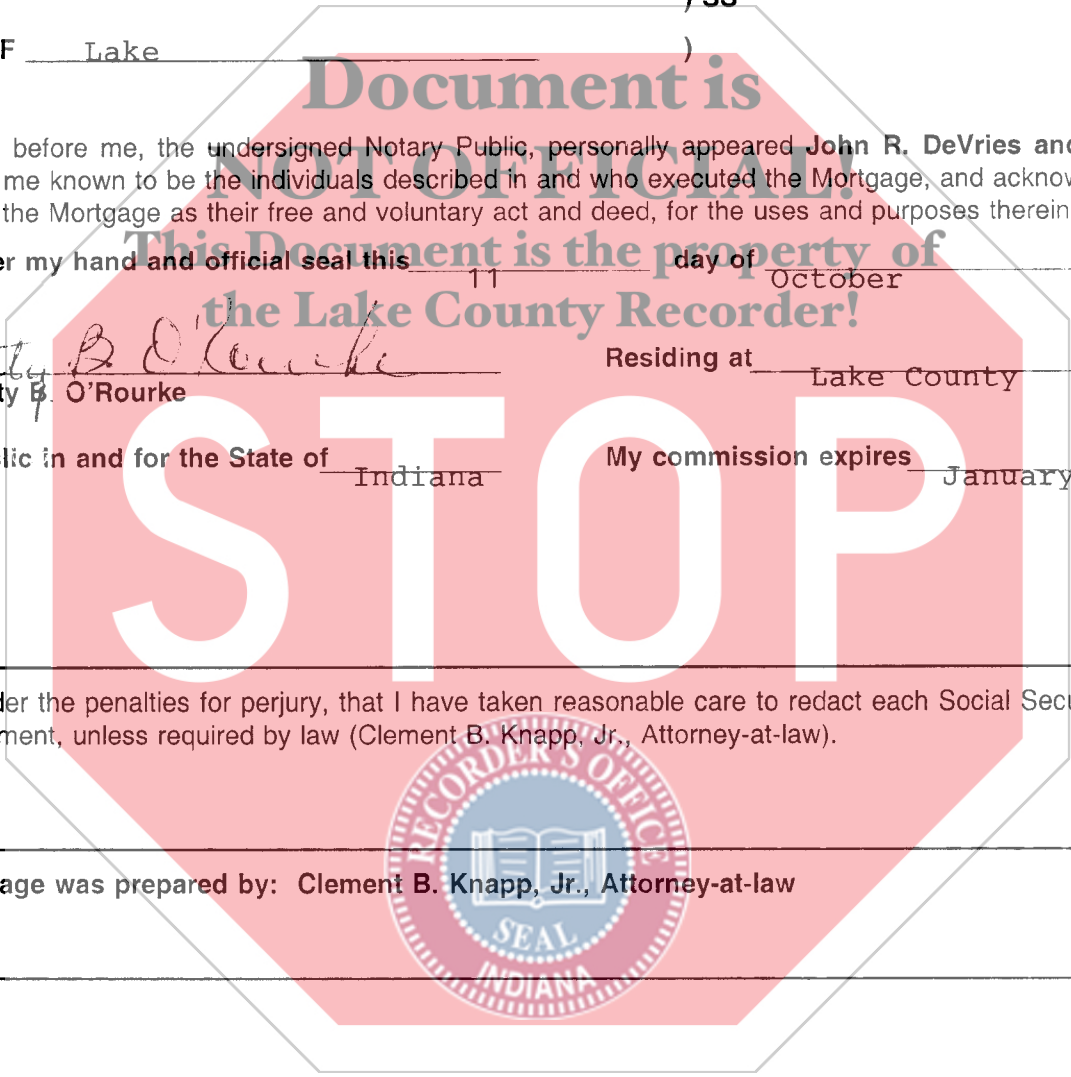 ) SS
F Lake )
Document is
before me, the undersigned Notary Public, personally appeared John R. DeVries and
NOT OFFICIAL!
me known to be the individuals described in and who executed the Mortgage, and acknow
the Mortgage as their free and voluntary act and deed, for the uses and purposes therein
This Document is the property of
er my hand and official seal this 11 day of October
the Lake County Recorder!
ty B O'Rourke
Residing at Lake County
ty B. O'Rourke
lic in and for the State of Indiana My commission expires January
STOP
der the penalties for perjury, that I have taken reasonable care to redact each Social Secu
ment, unless required by law (Clement B. Knapp, Jr., Attorney-at-law).
RECORDER'S OFFICE
age was prepared by: Clement B. Knapp, Jr., Attorney-at-law
SEAL
INDIANA